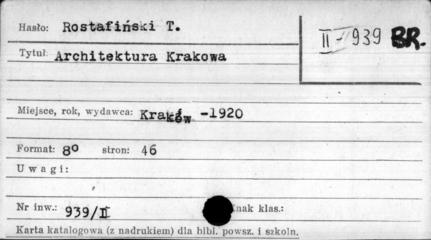 Hasło: Rostafiński T.
II - 939 BR.
Tytuł: Architektura Krakowa
Miejsce, rok, wydawca: Kraków -1920
Format: 8° stron: 46
Uwagi:
Nr inw.: 939/II nak klas.:
Karta katalogowa (z nadrukiem) dla bibl. powsz. i szkoln.